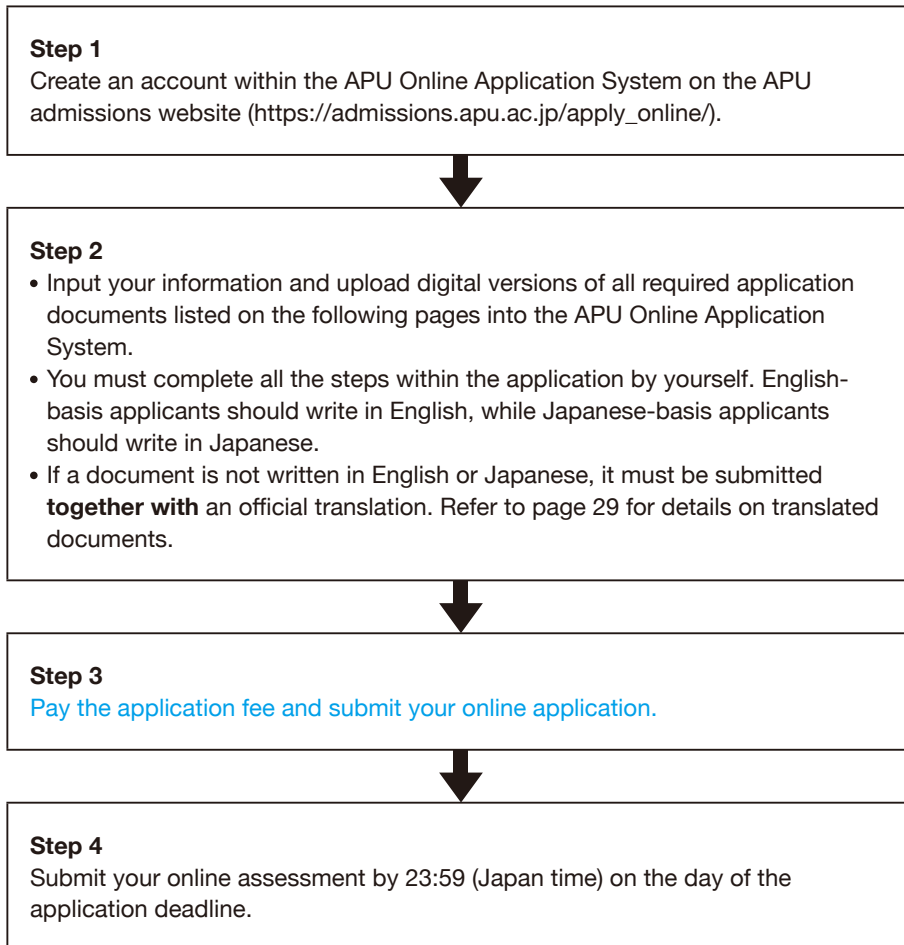 Step 1
Create an account within the APU Online Application System on the APU
admissions website (https://admissions.apu.ac.jp/apply_online/).
Step 2
• Input your information and upload digital versions of all required application
documents listed on the following pages into the APU Online Application
System.
• You must complete all the steps within the application by yourself. English-
basis applicants should write in English, while Japanese-basis applicants
should write in Japanese.
• If a document is not written in English or Japanese, it must be submitted
together with an official translation. Refer to page 29 for details on translated
documents.
Step 3
Pay the application fee and submit your online application.
Step 4
Submit your online assessment by 23:59 (Japan time) on the day of the
application deadline.